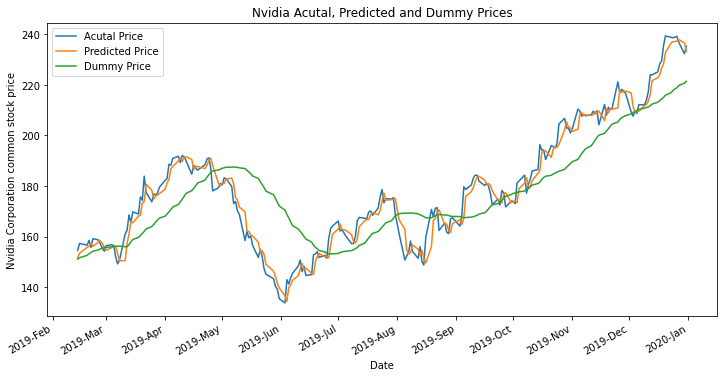 Nvidia Acutal, Predicted and Dummy Prices
Acutal Price
Predicted Price
Dummy Price
Nvidia Corporation common stock price
240
220
200
180
160
140
2019-Feb
2019-Mar
2019-Apr
2019-May
2019-Jun
2019-Jul
2019-Aug
2019-Sep
2019-Oct
2019-Nov
2019-Dec
2020-Jan
Date